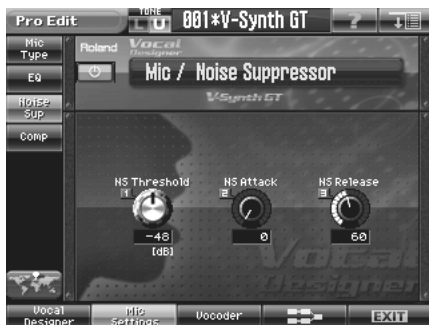 Pro Edit
TONE
L U
001*V-Synth GT
?
Mic
Type
EQ
Noise
Sup
Comp
Roland
Vocal
Designer
Mic / Noise Suppressor
V-Synth GT
NS Threshold
NS Attack
NS Release
1
2
3
-48
0
60
[dB]
Vocal
Designer
Vocal
Designer
Mic
Settings
Vocoder
EXIT